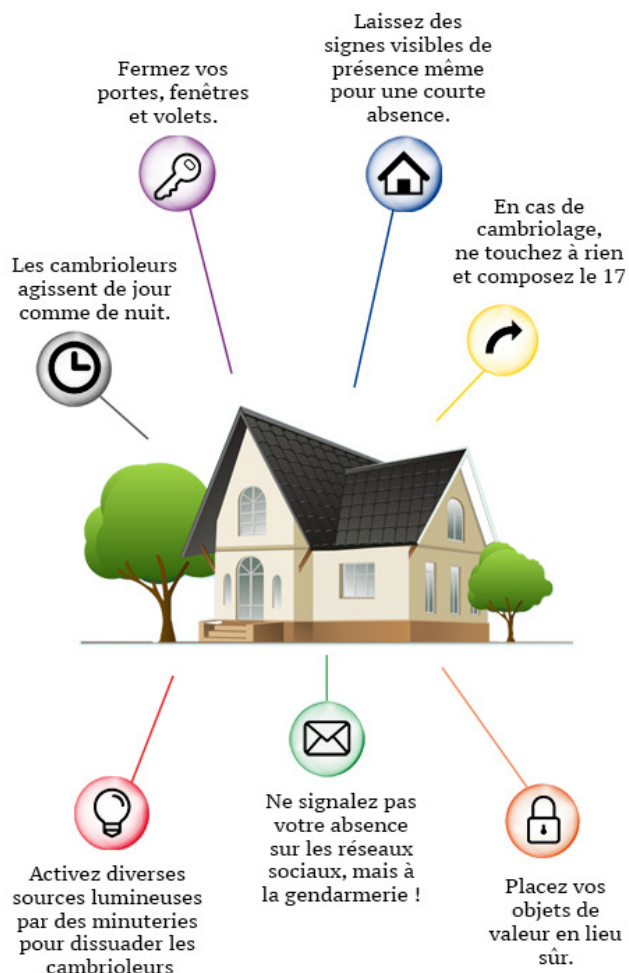 Laissez des
signes visibles de
présence même
pour une courte
absence.
Fermez vos
portes, fenêtres
et volets.
En cas de
cambriolage,
ne touchez à rien
et composez le 17
Les cambrioleurs
agissent de jour
comme de nuit.
Ne signalez pas
votre absence
sur les réseaux
sociaux, mais à
la gendarmerie !
Activez diverses
sources lumineuses
par des minuteries
pour dissuader les
cambrioleurs
Placez vos
objets de
valeur en lieu
sûr.